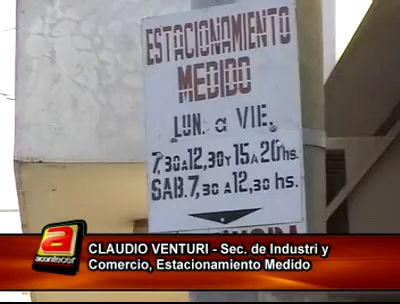 ESTACIONAMIENTO
MEDIDO
LUN. a VIE.
7,30 A 12,30 Y 15 A 20 hs.
SAB. 7,30 A 12,30 hs.
a
acontecer
CLAUDIO VENTURI - Sec. de Industri y
Comercio, Estacionamiento Medido